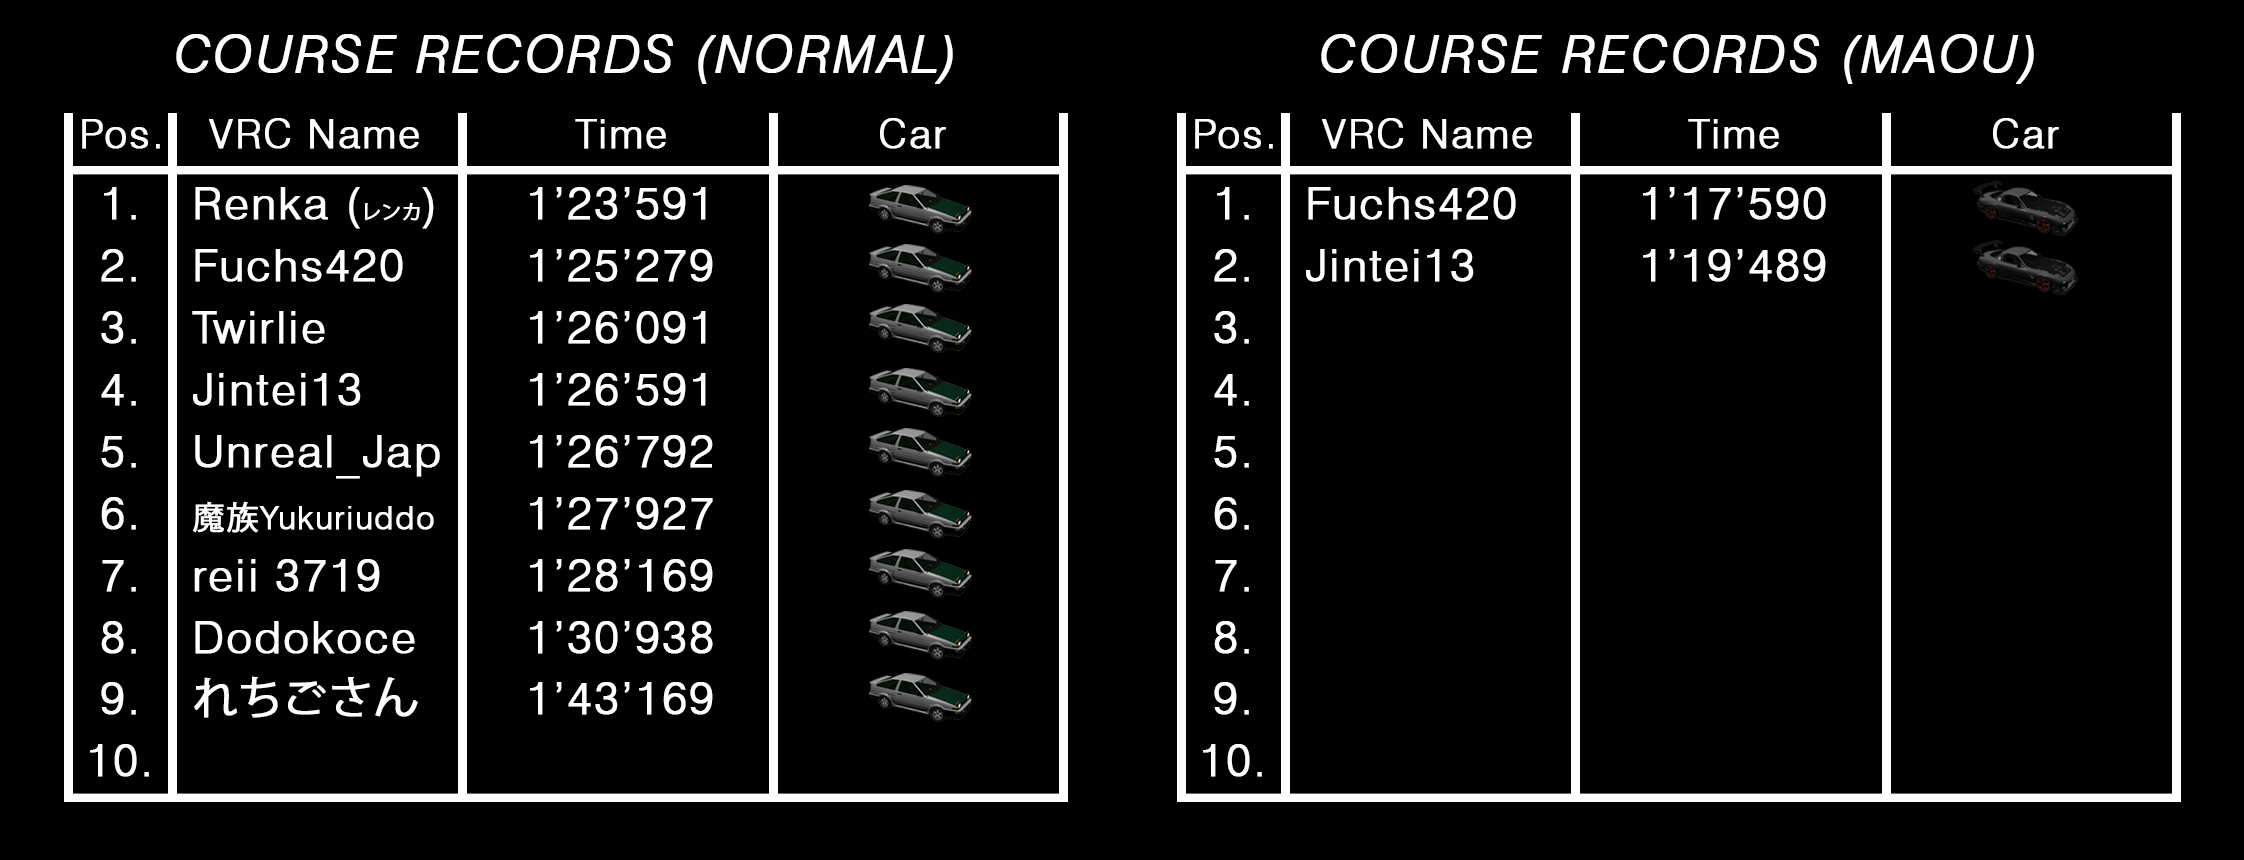 COURSE RECORDS (NORMAL)
Pos. VRC Name Time Car
1. Renka (レンカ) 1’23’591
2. Fuchs420 1’25’279
3. Twirlie 1’26’091
4. Jintei13 1’26’591
5. Unreal_Jap 1’26’792
6. 魔族Yukuriuddo 1’27’927
7. reii 3719 1’28’169
8. Dodokoce 1’30’938
9. れちごさん 1’43’169
10.
COURSE RECORDS (MAOU)
Pos. VRC Name Time Car
1. Fuchs420 1’17’590
2. Jintei13 1’19’489
3.
4.
5.
6.
7.
8.
9.
10.